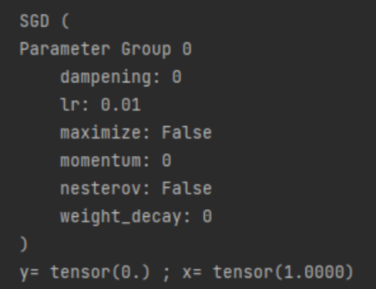 SGD (
Parameter Group 0
    dampening: 0
    lr: 0.01
    maximize: False
    momentum: 0
    nesterov: False
    weight_decay: 0
)
y= tensor(0.) ; x= tensor(1.0000)